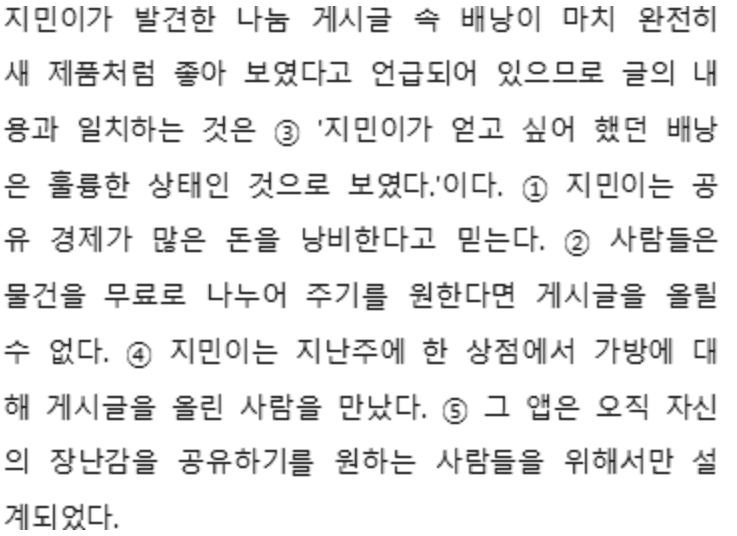 지민이가 발견한 나눔 게시글 속 배낭이 마치 완전히
새 제품처럼 좋아 보였다고 언급되어 있으므로 글의 내
용과 일치하는 것은 ③ '지민이가 얻고 싶어 했던 배낭
은 훌륭한 상태인 것으로 보였다.'이다. ① 지민이는 공
유 경제가 많은 돈을 낭비한다고 믿는다. ② 사람들은
물건을 무료로 나누어 주기를 원한다면 게시글을 올릴
수 없다. ④ 지민이는 지난주에 한 상점에서 가방에 대
해 게시글을 올린 사람을 만났다. ⑤ 그 앱은 오직 자신
의 장난감을 공유하기를 원하는 사람들을 위해서만 설
계되었다.